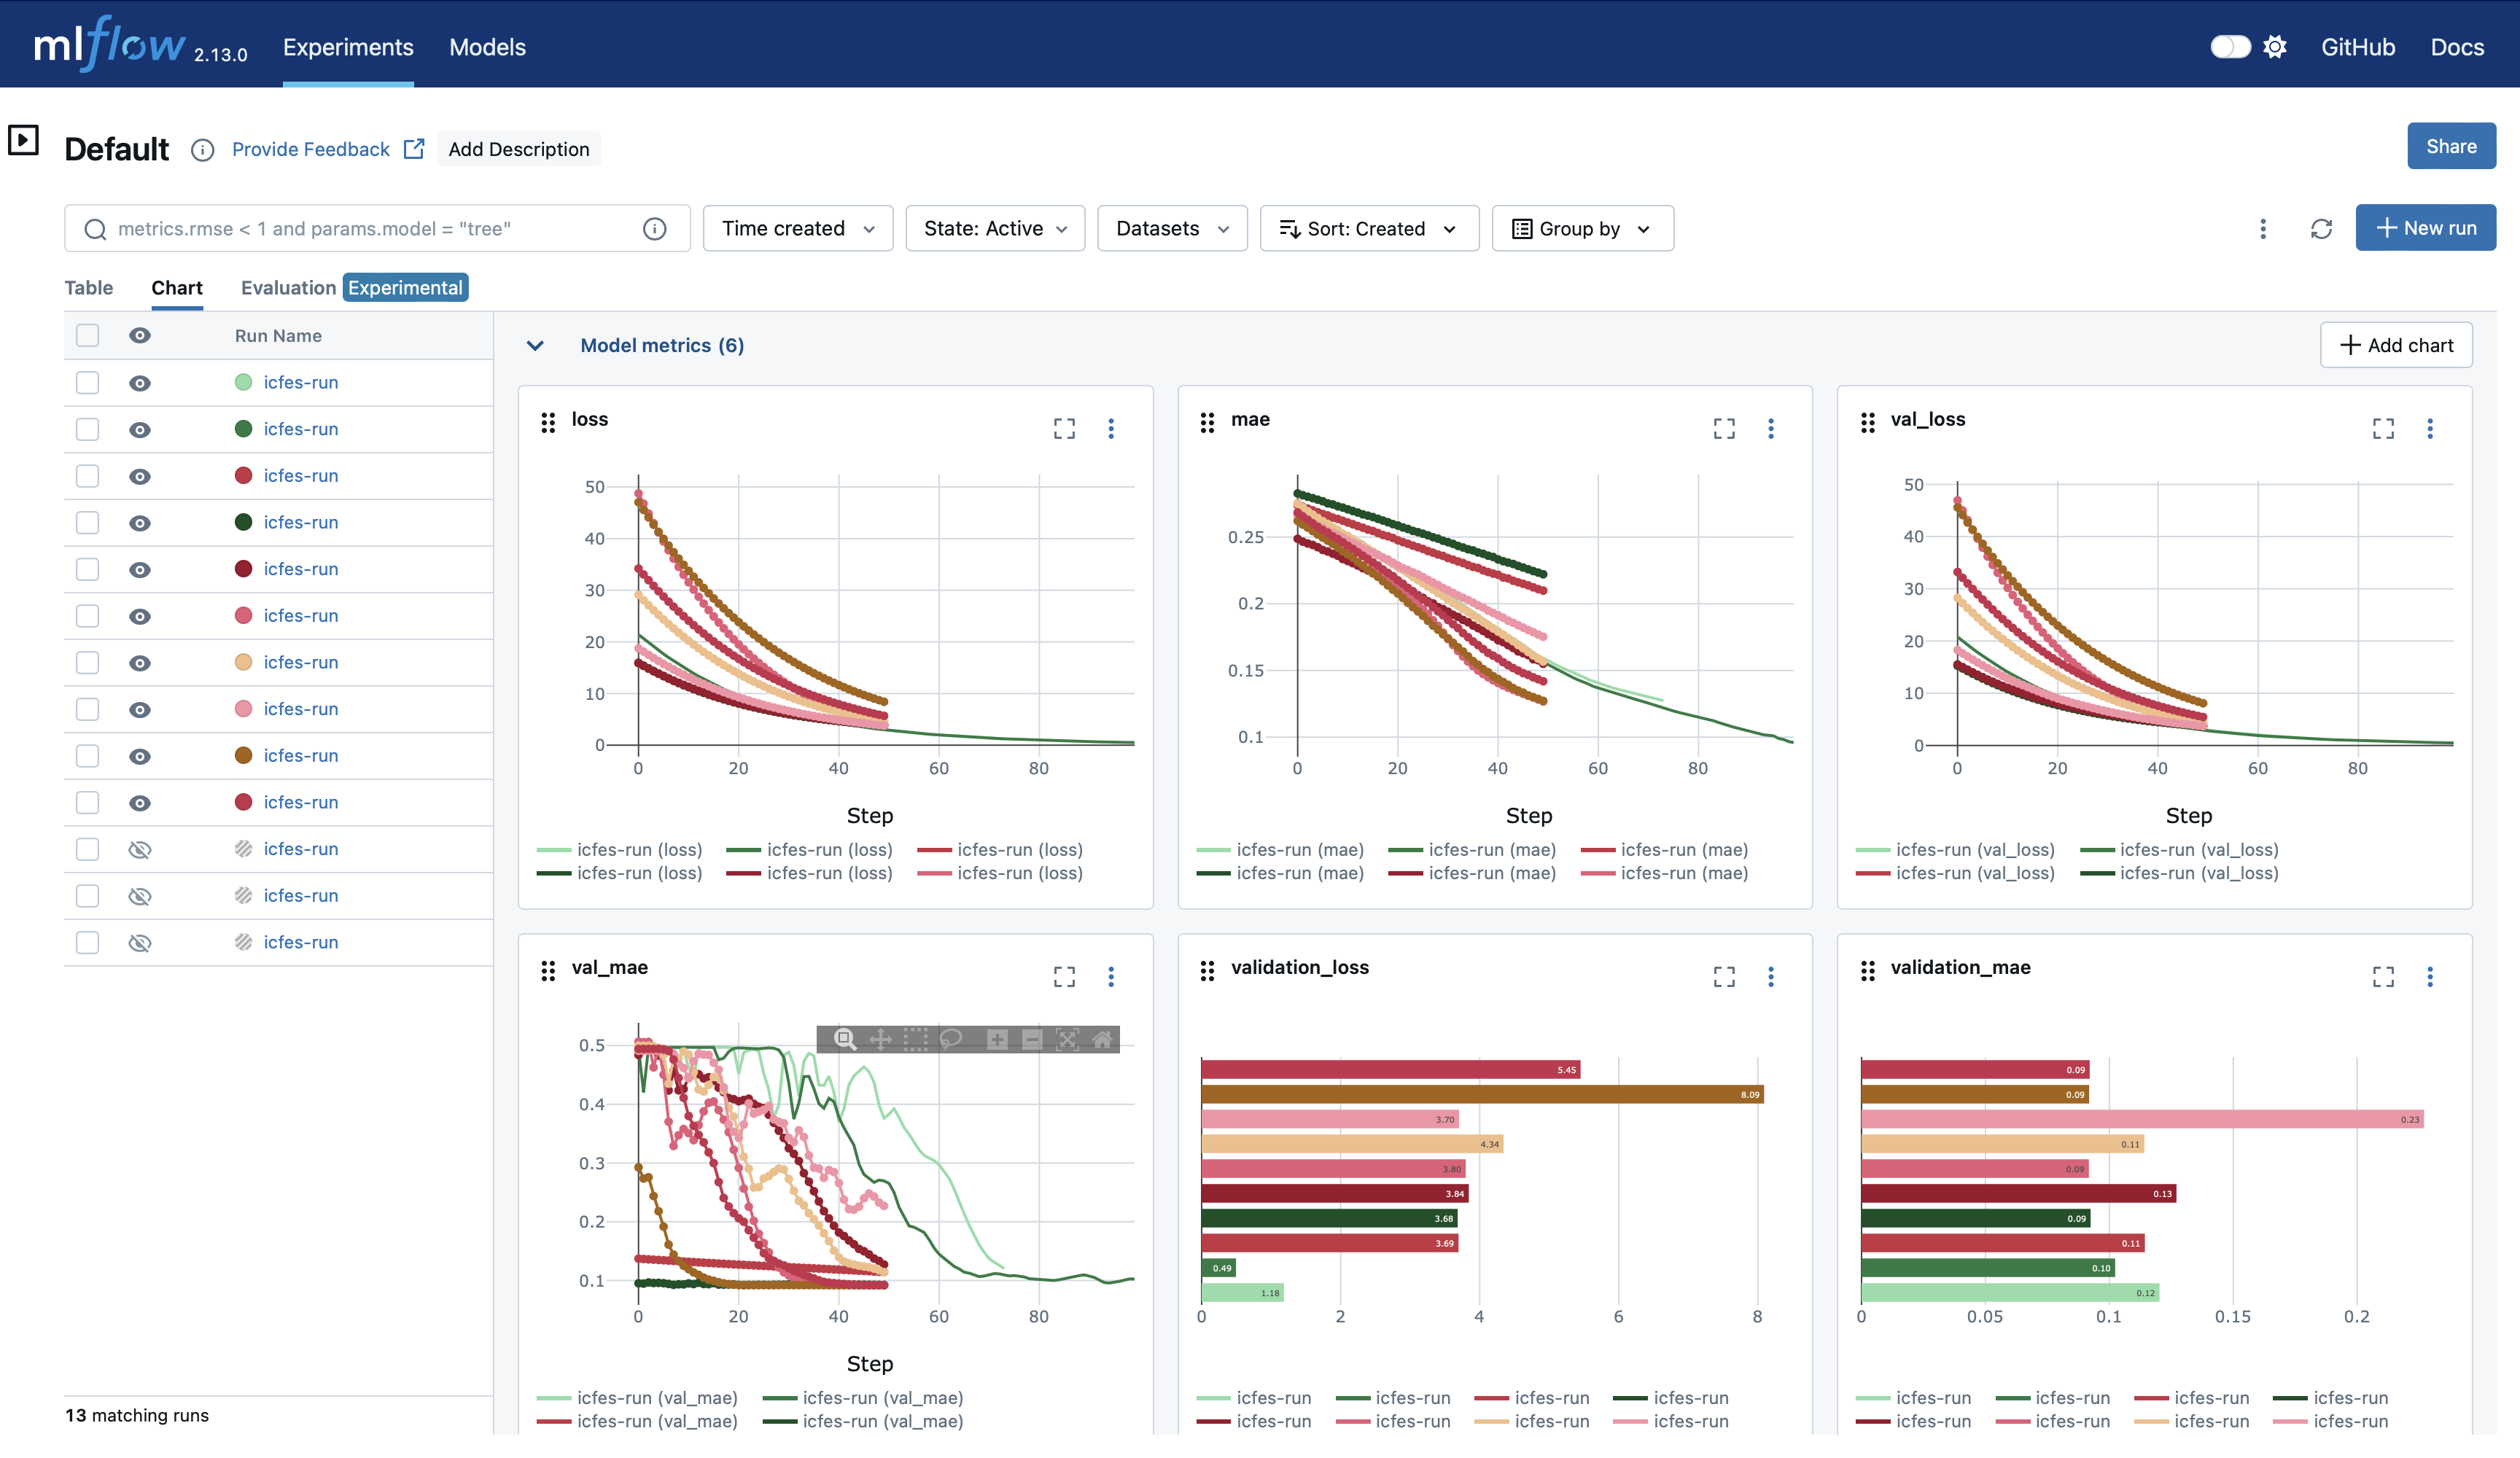 mlflow 2.13.0 Experiments Models GitHub Docs
Default Provide Feedback Add Description Share
metrics.rmse < 1 and params.model = "tree" Time created State: Active Datasets Sort: Created Group by New run
Table Chart Evaluation Experimental
Run Name
icfes-run
icfes-run
icfes-run
icfes-run
icfes-run
icfes-run
icfes-run
icfes-run
icfes-run
icfes-run
icfes-run
icfes-run
icfes-run
13 matching runs
Model metrics (6) Add chart
loss
50
40
30
20
10
0
0 20 40 60 80
Step
icfes-run (loss) icfes-run (loss) icfes-run (loss)
icfes-run (loss) icfes-run (loss) icfes-run (loss)
mae
0.25
0.2
0.15
0.1
0 20 40 60 80
Step
icfes-run (mae) icfes-run (mae) icfes-run (mae)
icfes-run (mae) icfes-run (mae) icfes-run (mae)
val_loss
50
40
30
20
10
0
0 20 40 60 80
Step
icfes-run (val_loss) icfes-run (val_loss)
icfes-run (val_loss) icfes-run (val_loss)
val_mae
0.5
0.4
0.3
0.2
0.1
0 20 40 60 80
Step
icfes-run (val_mae) icfes-run (val_mae)
icfes-run (val_mae) icfes-run (val_mae)
validation_loss
5.45
8.09
3.70
4.34
3.80
3.84
3.68
3.69
0.49
1.18
0 2 4 6 8
icfes-run icfes-run icfes-run icfes-run
icfes-run icfes-run icfes-run icfes-run
validation_mae
0.09
0.09
0.23
0.11
0.09
0.13
0.09
0.11
0.10
0.12
0 0.05 0.1 0.15 0.2
icfes-run icfes-run icfes-run icfes-run
icfes-run icfes-run icfes-run icfes-run